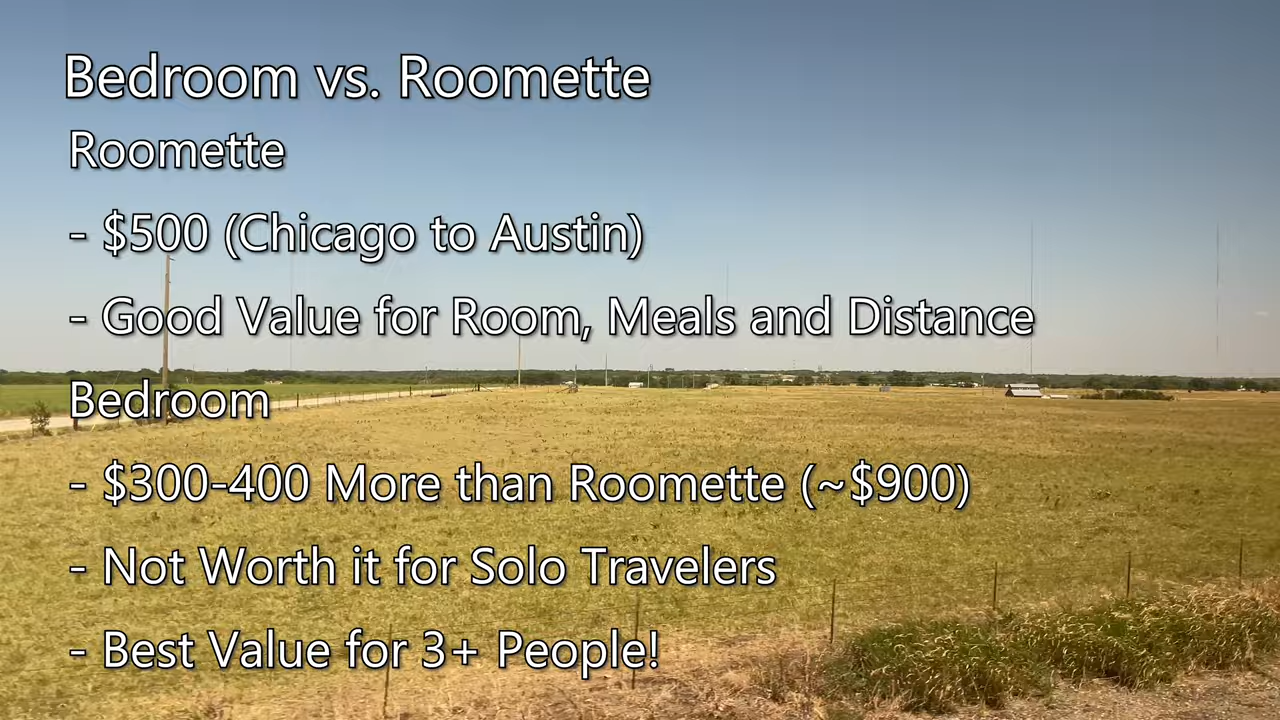 Bedroom vs. Roomette
Roomette
- $500 (Chicago to Austin)
- Good Value for Room, Meals and Distance
Bedroom
- $300-400 More than Roomette (~$900)
- Not Worth it for Solo Travelers
- Best Value for 3+ People!